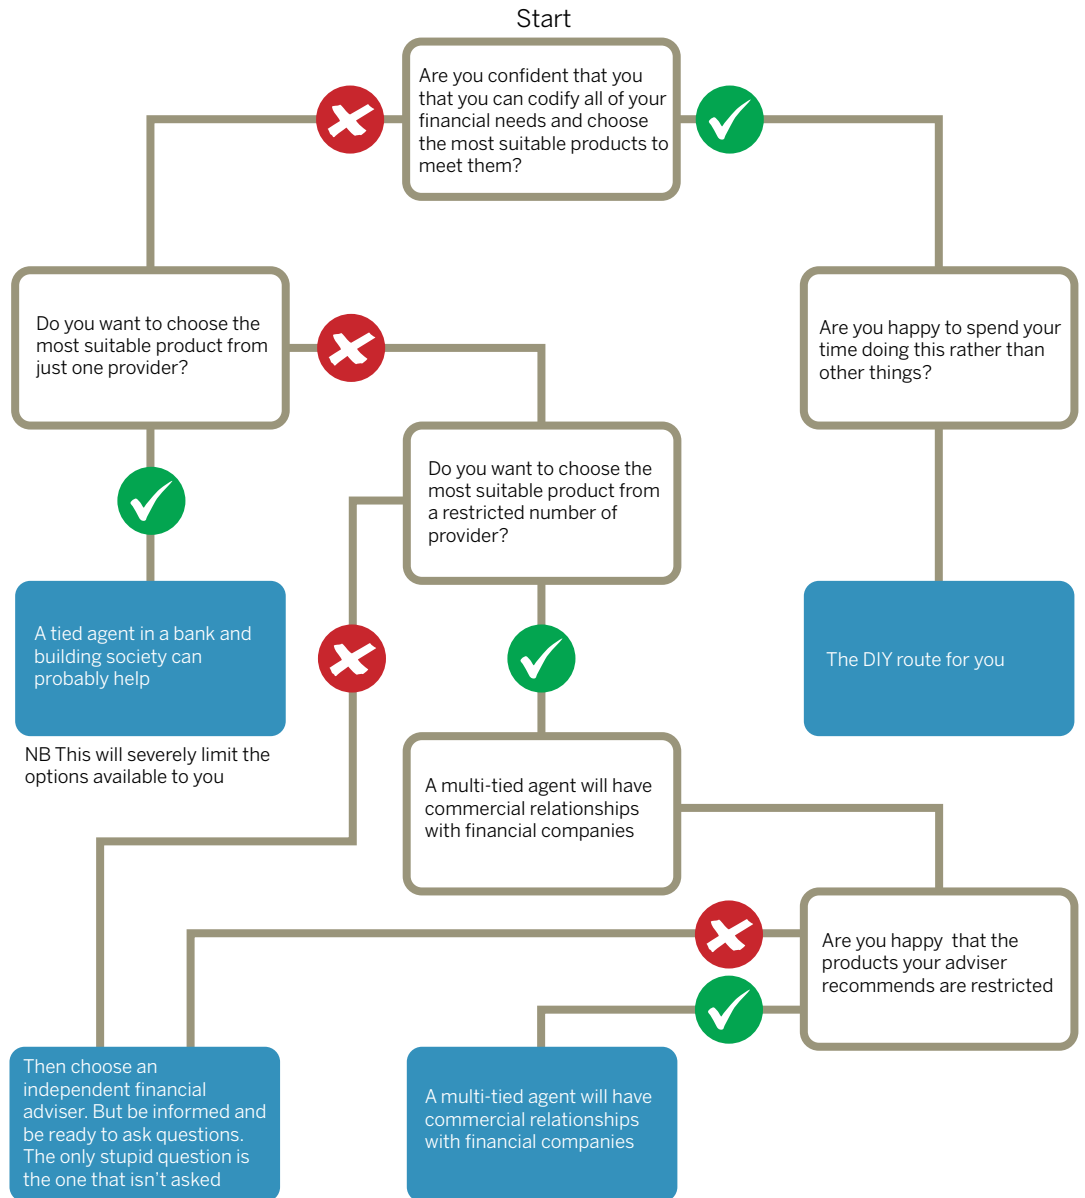 Start
Are you confident that you
that you can codify all of your
financial needs and choose
the most suitable products to
meet them?
Do you want to choose the
most suitable product from
just one provider?
Are you happy to spend your
time doing this rather than
other things?
Do you want to choose the
most suitable product from
a restricted number of
provider?
A tied agent in a bank and
building society can
probably help
The DIY route for you
NB This will severely limit the
options available to you
A multi-tied agent will have
commercial relationships
with financial companies
Are you happy  that the
products your adviser
recommends are restricted
Then choose an
independent financial
adviser. But be informed and
be ready to ask questions.
The only stupid question is
the one that isn't asked
A multi-tied agent will have
commercial relationships
with financial companies